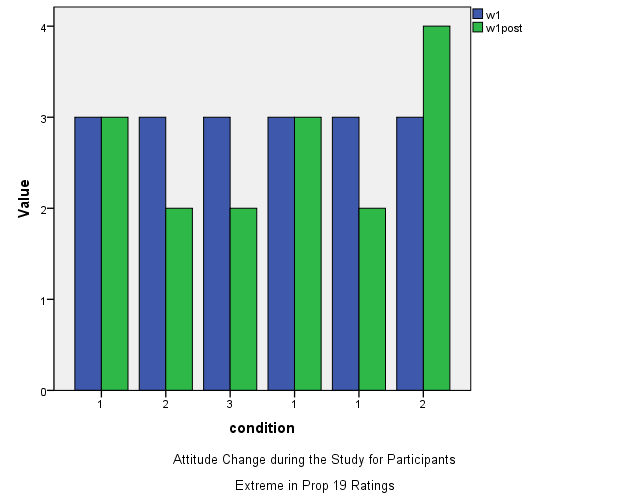 w1
w1post
4
3
2
1
0
Value
1 2 3 1 1 2
condition
Attitude Change during the Study for Participants
Extreme in Prop 19 Ratings